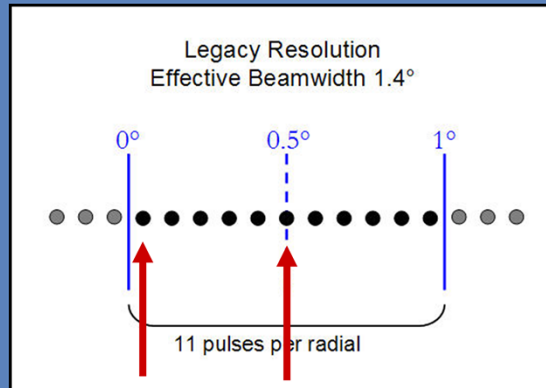 Legacy Resolution
Effective Beamwidth 1.4°
0° 0.5° 1°
11 pulses per radial